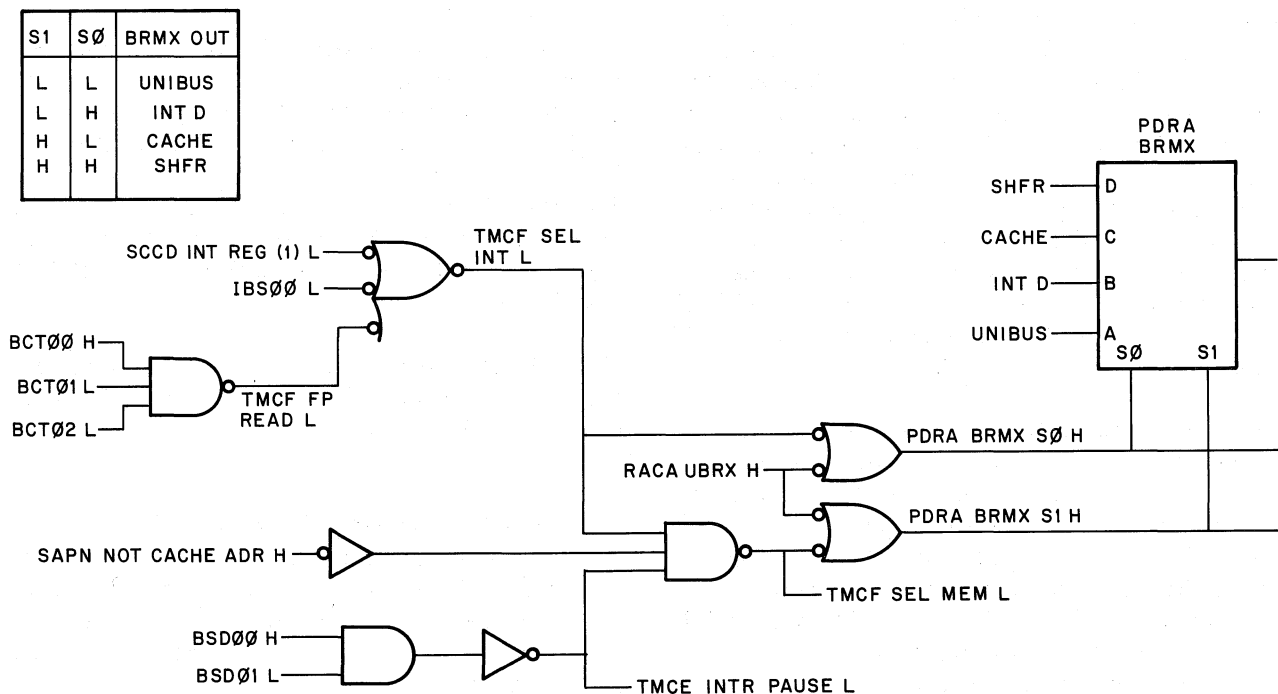 S1 SØ BRMX OUT
L L UNIBUS
L H INT D
H L CACHE
H H SHFR
PDRA
BRMX
SHFR D
CACHE C
INT D B
UNIBUS A
SØ S1
SCCD INT REG (1) L
TMCF SEL
INT L
IBSØØ L
BCTØØ H
BCTØ1 L
BCTØ2 L
TMCF FP
READ L
PDRA BRMX SØ H
RACA UBRX H
PDRA BRMX S1 H
SAPN NOT CACHE ADR H
TMCF SEL MEM L
BSDØØ H
BSDØ1 L
TMCE INTR PAUSE L